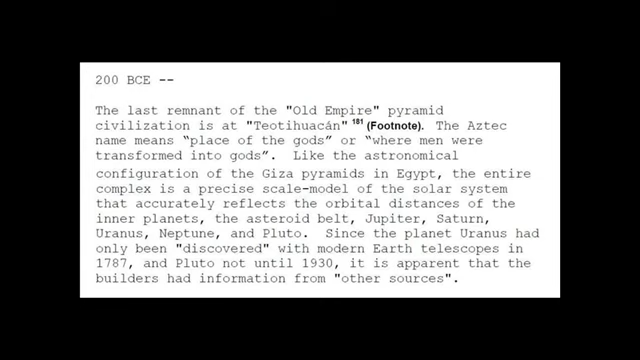 200 BCE --
The last remnant of the "Old Empire" pyramid
civilization is at "Teotihuacán" 181 (Footnote). The Aztec
name means “place of the gods” or “where men were
transformed into gods”. Like the astronomical
configuration of the Giza pyramids in Egypt, the entire
complex is a precise scale-model of the solar system
that accurately reflects the orbital distances of the
inner planets, the asteroid belt, Jupiter, Saturn,
Uranus, Neptune, and Pluto. Since the planet Uranus had
only been "discovered" with modern Earth telescopes in
1787, and Pluto not until 1930, it is apparent that the
builders had information from "other sources".